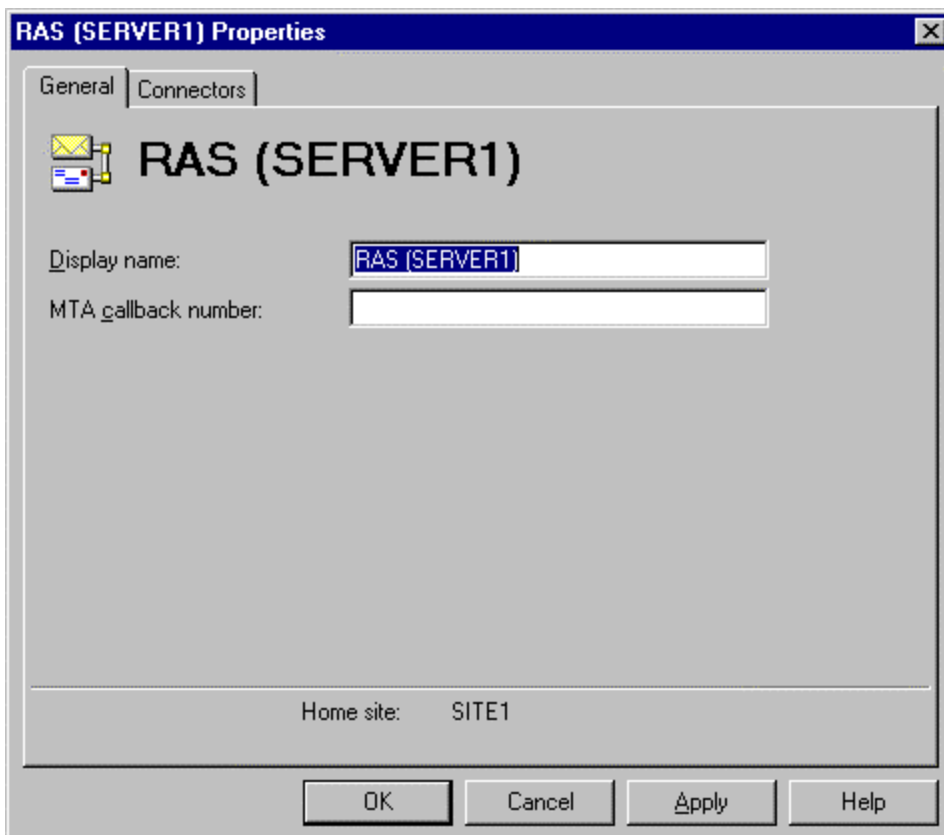 RAS (SERVER1) Properties
General Connectors
RAS (SERVER1)
Display name: RAS (SERVER1)
MTA callback number:
Home site: SITE1
OK Cancel Apply Help